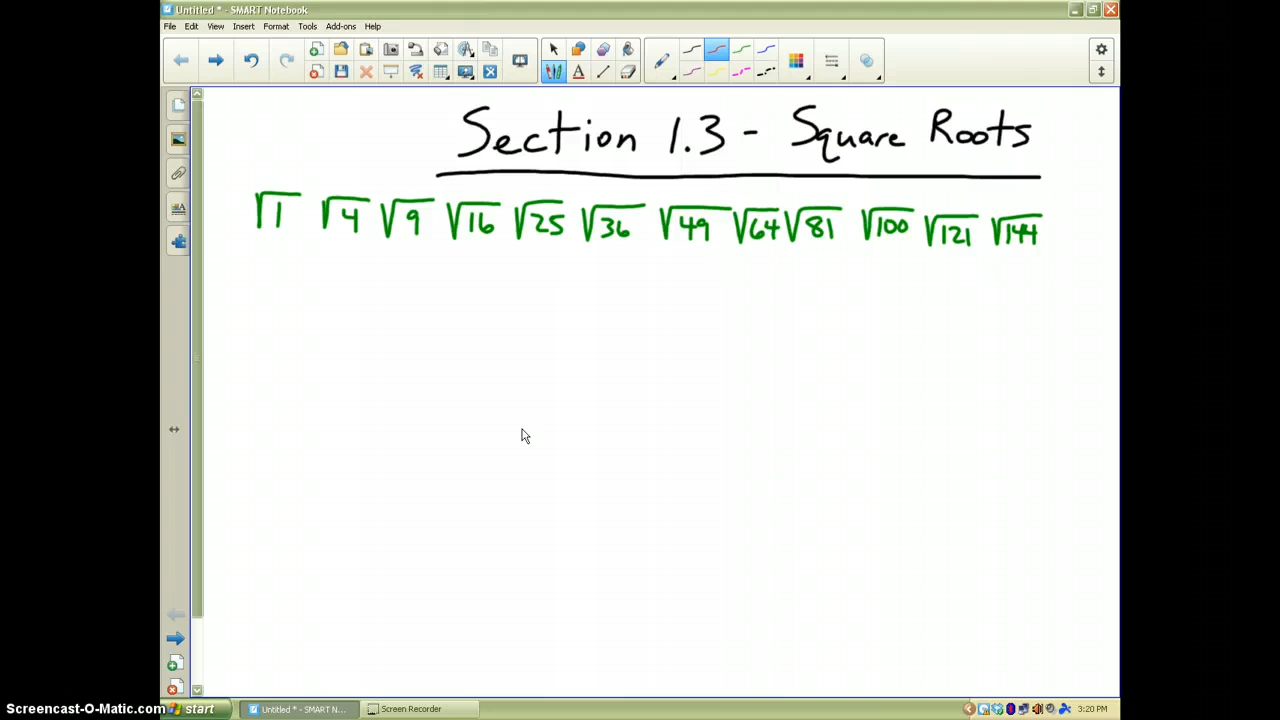 Untitled * - SMART Notebook
File Edit View Insert Format Tools Add-ons Help
Section 1.3 - Square Roots
√1 √4 √9 √16 √25 √36 √49 √64 √81 √100 √121 √144
Screencast-O-Matic.com start Untitled * - SMART N... Screen Recorder 3:20 PM